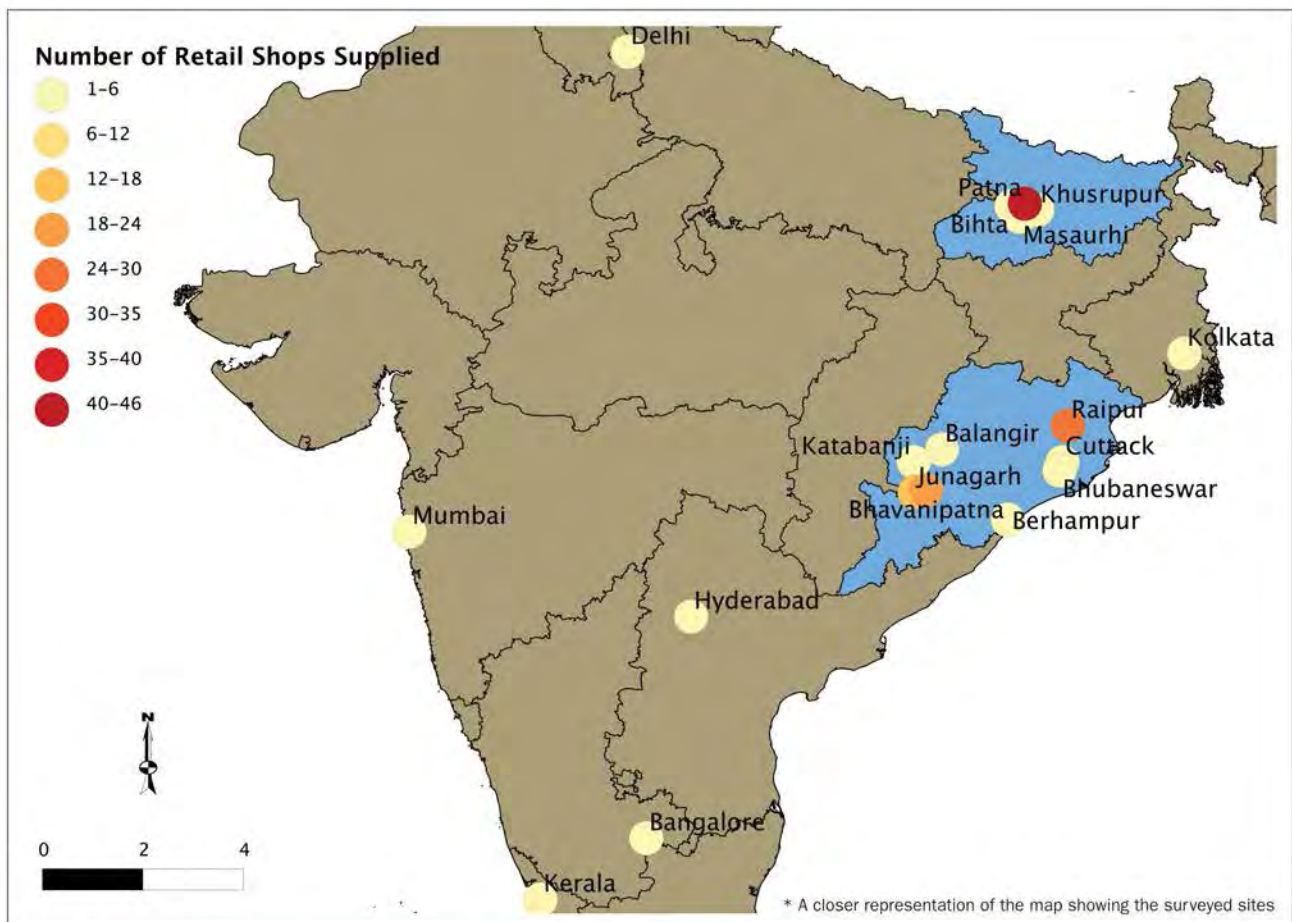 Number of Retail Shops Supplied
1–6
6–12
12–18
18–24
24–30
30–35
35–40
40–46
Delhi
Patna
Khusrupur
Bihta
Masaurhi
Kolkata
Raipur
Balangir
Katabanji
Cuttack
Junagarh
Bhubaneswar
Bhavanipatna
Berhampur
Mumbai
Hyderabad
N
Bangalore
0 2 4
Kerala
* A closer representation of the map showing the surveyed sites